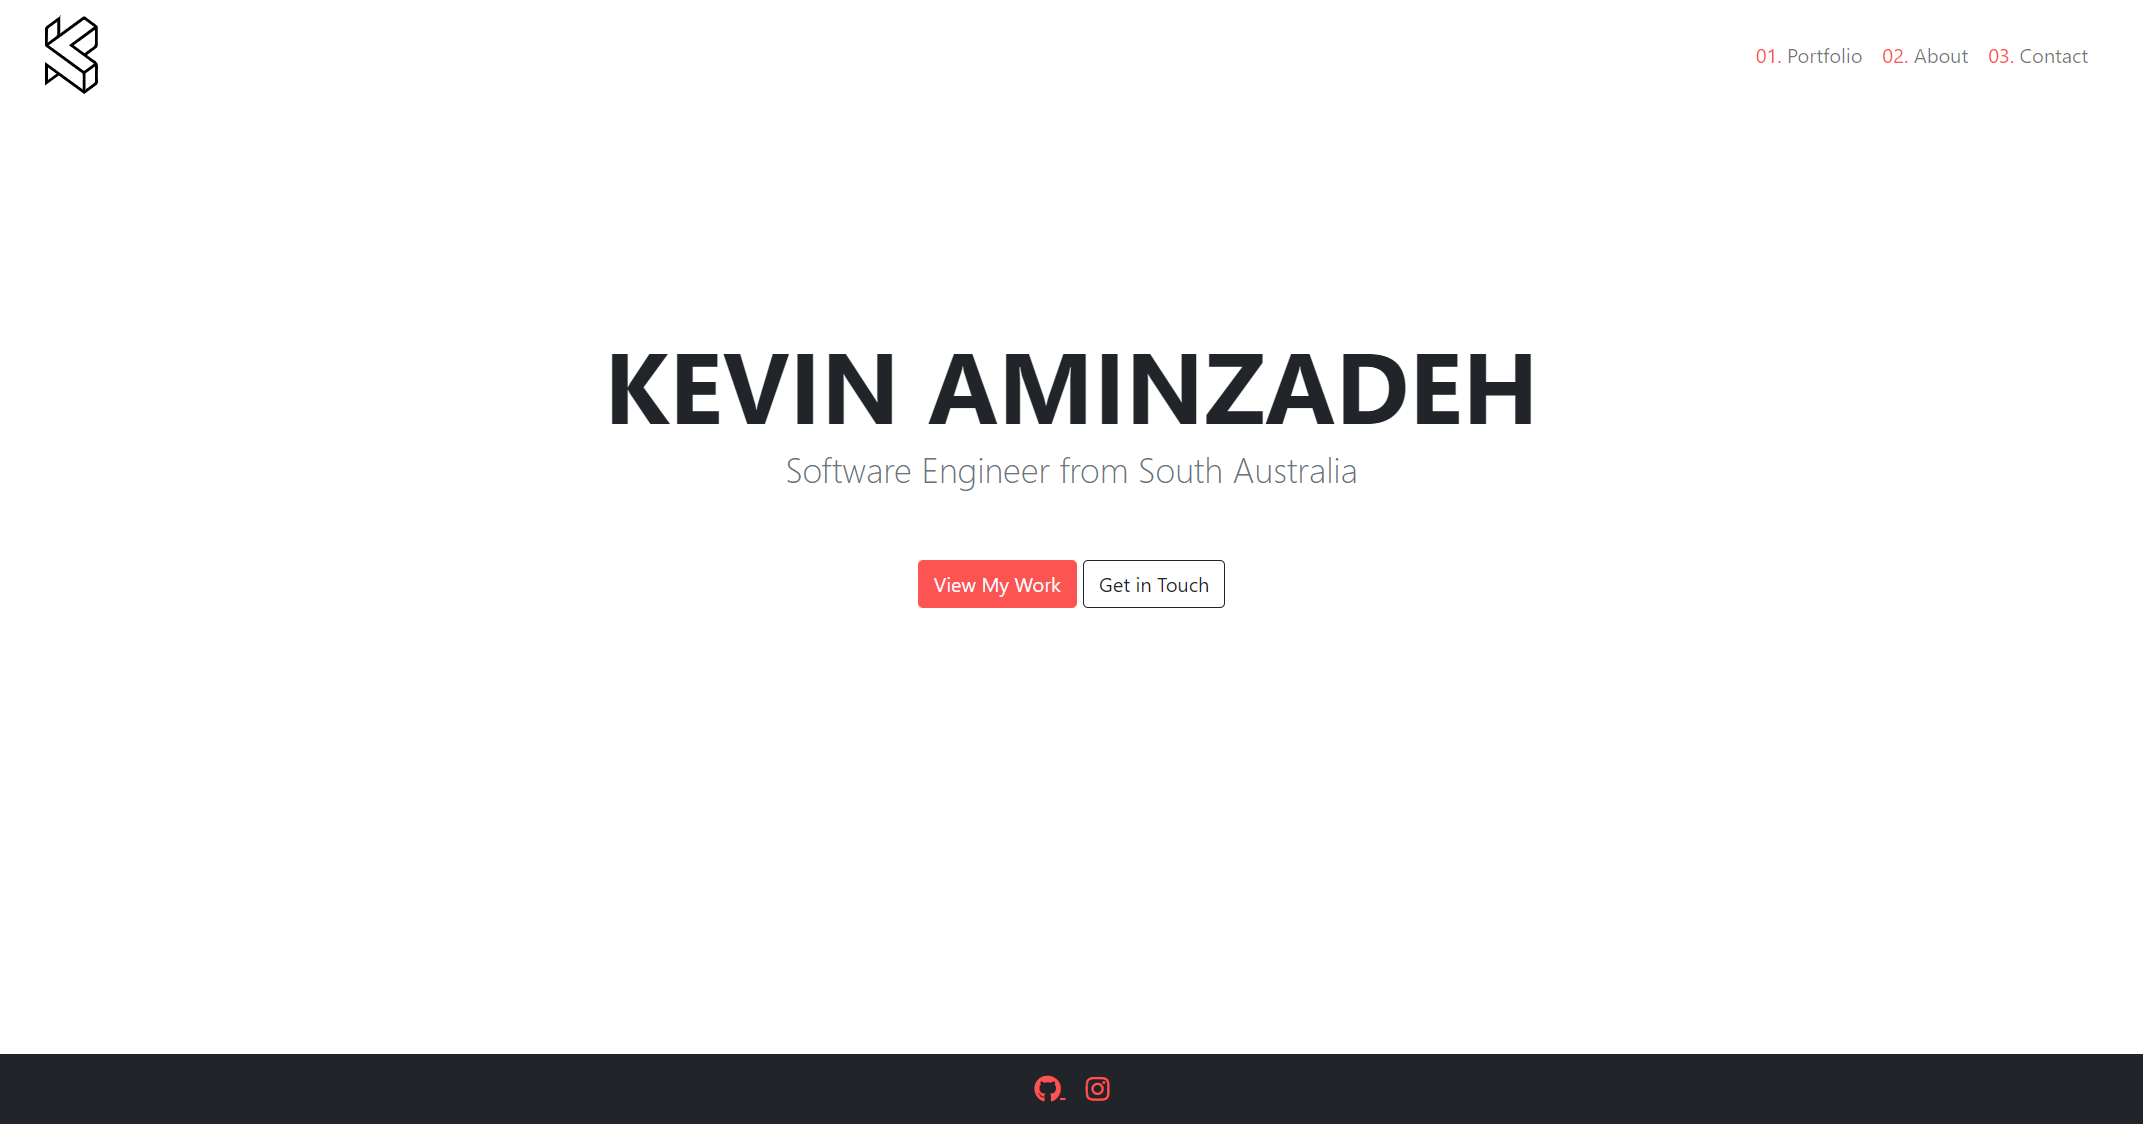 01. Portfolio 02. About 03. Contact
KEVIN AMINZADEH
Software Engineer from South Australia
View My Work Get in Touch